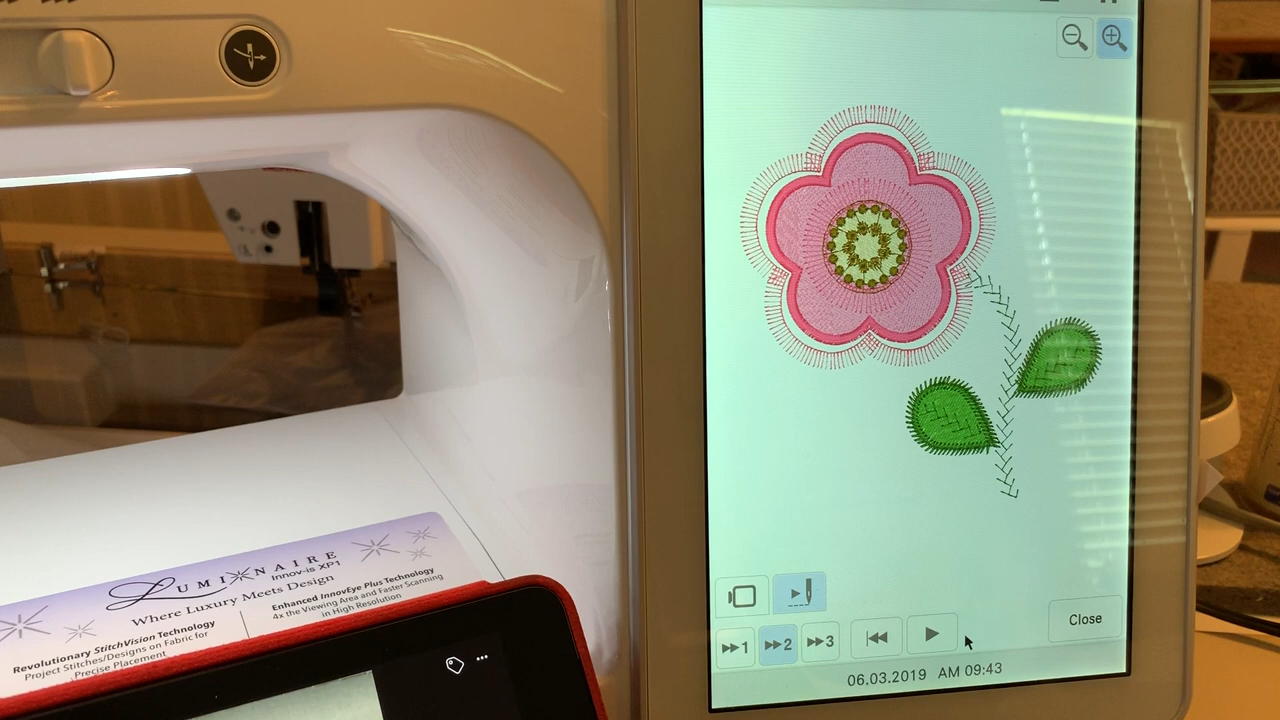 LUMINAIRE
Innov-is XP1
Where Luxury Meets Design
Revolutionary StitchVision Technology
Project Stitches/Designs on Fabric for
Precise Placement
Enhanced InnovEye Plus Technology
4x the Viewing Area and Faster Scanning
in High Resolution
1
2
3
Close
06.03.2019 AM 09:43